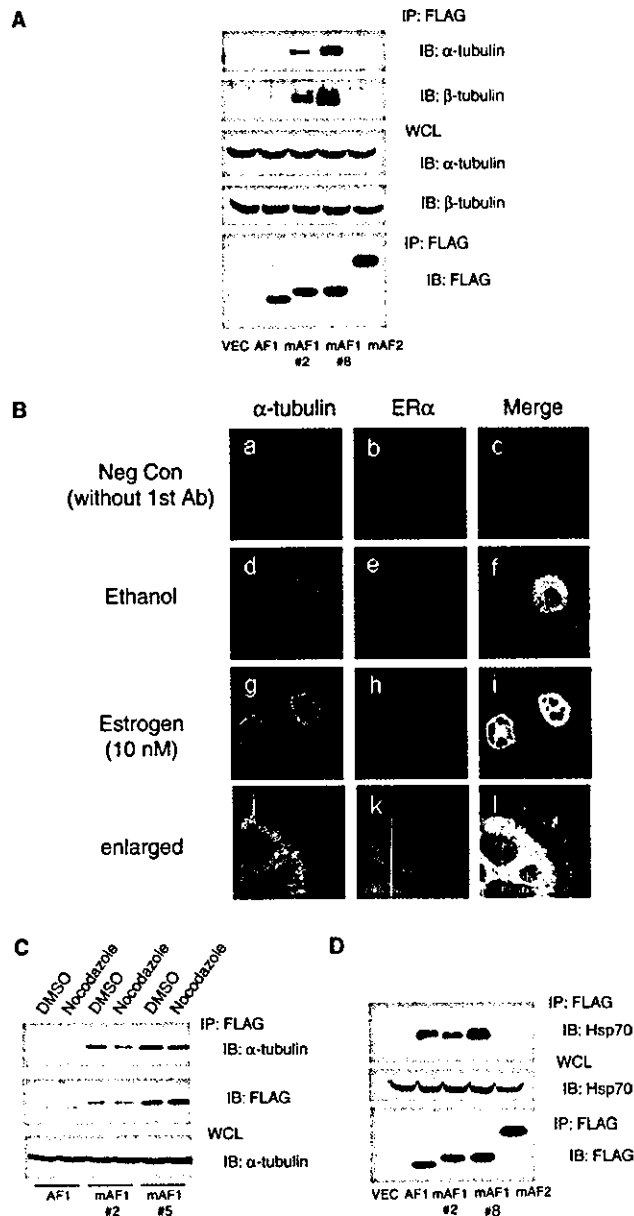 A
IP: FLAG
IB: α-tubulin
IB: β-tubulin
WCL
IB: α-tubulin
IB: β-tubulin
IP: FLAG
IB: FLAG
VEC AF1 mAF1 #2 mAF1 #8 mAF2
B
α-tubulin ERα Merge
Neg Con (without 1st Ab)
a b c
Ethanol
d e f
Estrogen (10 nM)
g h i
enlarged
j k l
C
DMSO Nocodazole DMSO Nocodazole DMSO Nocodazole
IP: FLAG
IB: α-tubulin
IB: FLAG
WCL
IB: α-tubulin
AF1 mAF1 #2 mAF1 #5
D
IP: FLAG
IB: Hsp70
WCL
IB: Hsp70
IP: FLAG
IB: FLAG
VEC AF1 mAF1 #2 mAF1 #8 mAF2